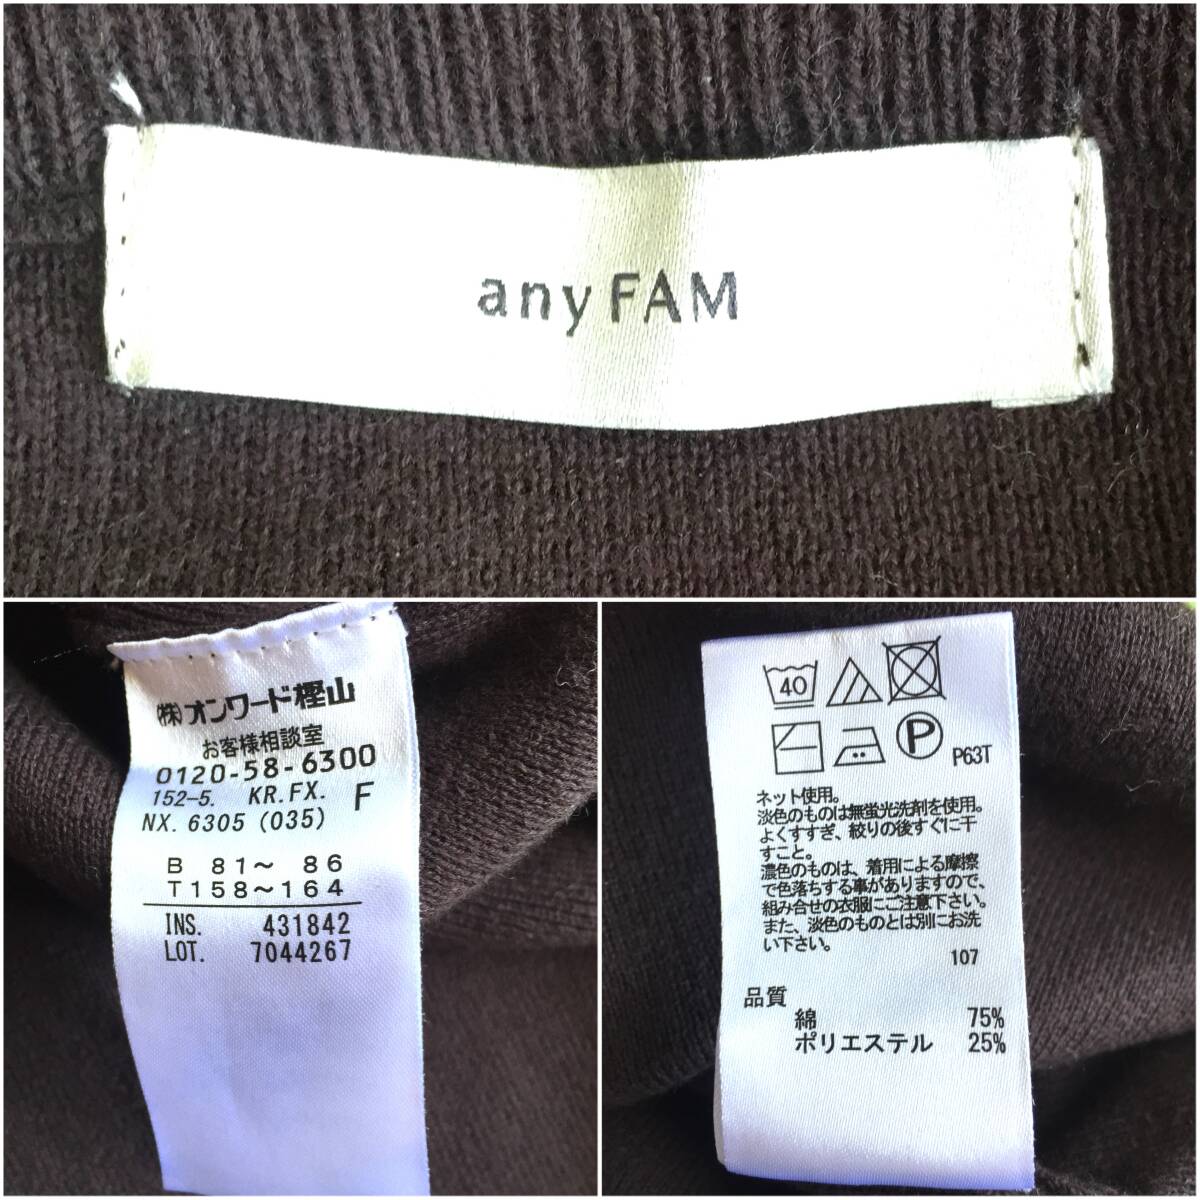 any FAM
㈱オンワード樫山
お客様相談室
0120-58-6300
152-5. KR.FX. F
NX. 6305 (035)
B 81～ 86
T158～164
INS. 431842
LOT. 7044267
40
P P63T
ネット使用。
淡色のものは無蛍光洗剤を使用。
よくすすぎ、絞りの後すぐに干
すこと。
濃色のものは、着用による摩擦
で色落ちする事がありますので、
組み合せの衣服にご注意下さい。
また、淡色のものとは別にお洗
い下さい。
107
品質
綿 75%
ポリエステル 25%